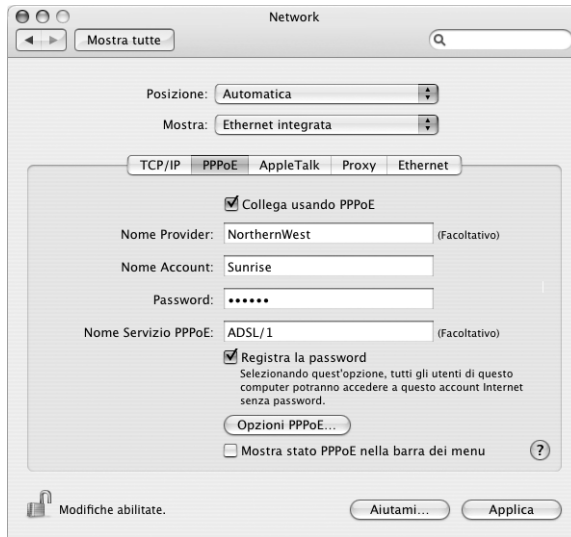 Network
Mostra tutte
Posizione: Automatica
Mostra: Ethernet integrata
TCP/IP PPPoE AppleTalk Proxy Ethernet
Collega usando PPPoE
Nome Provider: NorthernWest (Facoltativo)
Nome Account: Sunrise
Password: ••••••
Nome Servizio PPPoE: ADSL/1 (Facoltativo)
Registra la password
Selezionando quest'opzione, tutti gli utenti di questo
computer potranno accedere a questo account Internet
senza password.
Opzioni PPPoE...
Mostra stato PPPoE nella barra dei menu ?
Modifiche abilitate. Aiutami... Applica